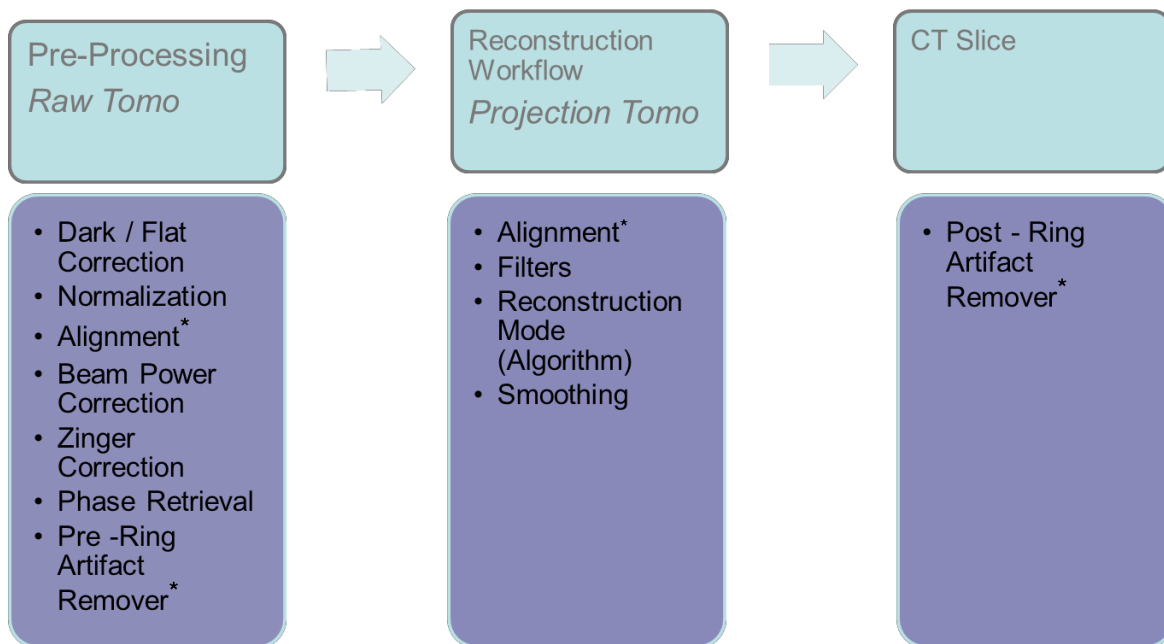 Pre-Processing
Raw Tomo
Reconstruction
Workflow
Projection Tomo
CT Slice
• Dark / Flat
Correction
• Normalization
• Alignment*
• Beam Power
Correction
• Zinger
Correction
• Phase Retrieval
• Pre -Ring
Artifact
Remover*
• Alignment*
• Filters
• Reconstruction
Mode
(Algorithm)
• Smoothing
• Post - Ring
Artifact
Remover*